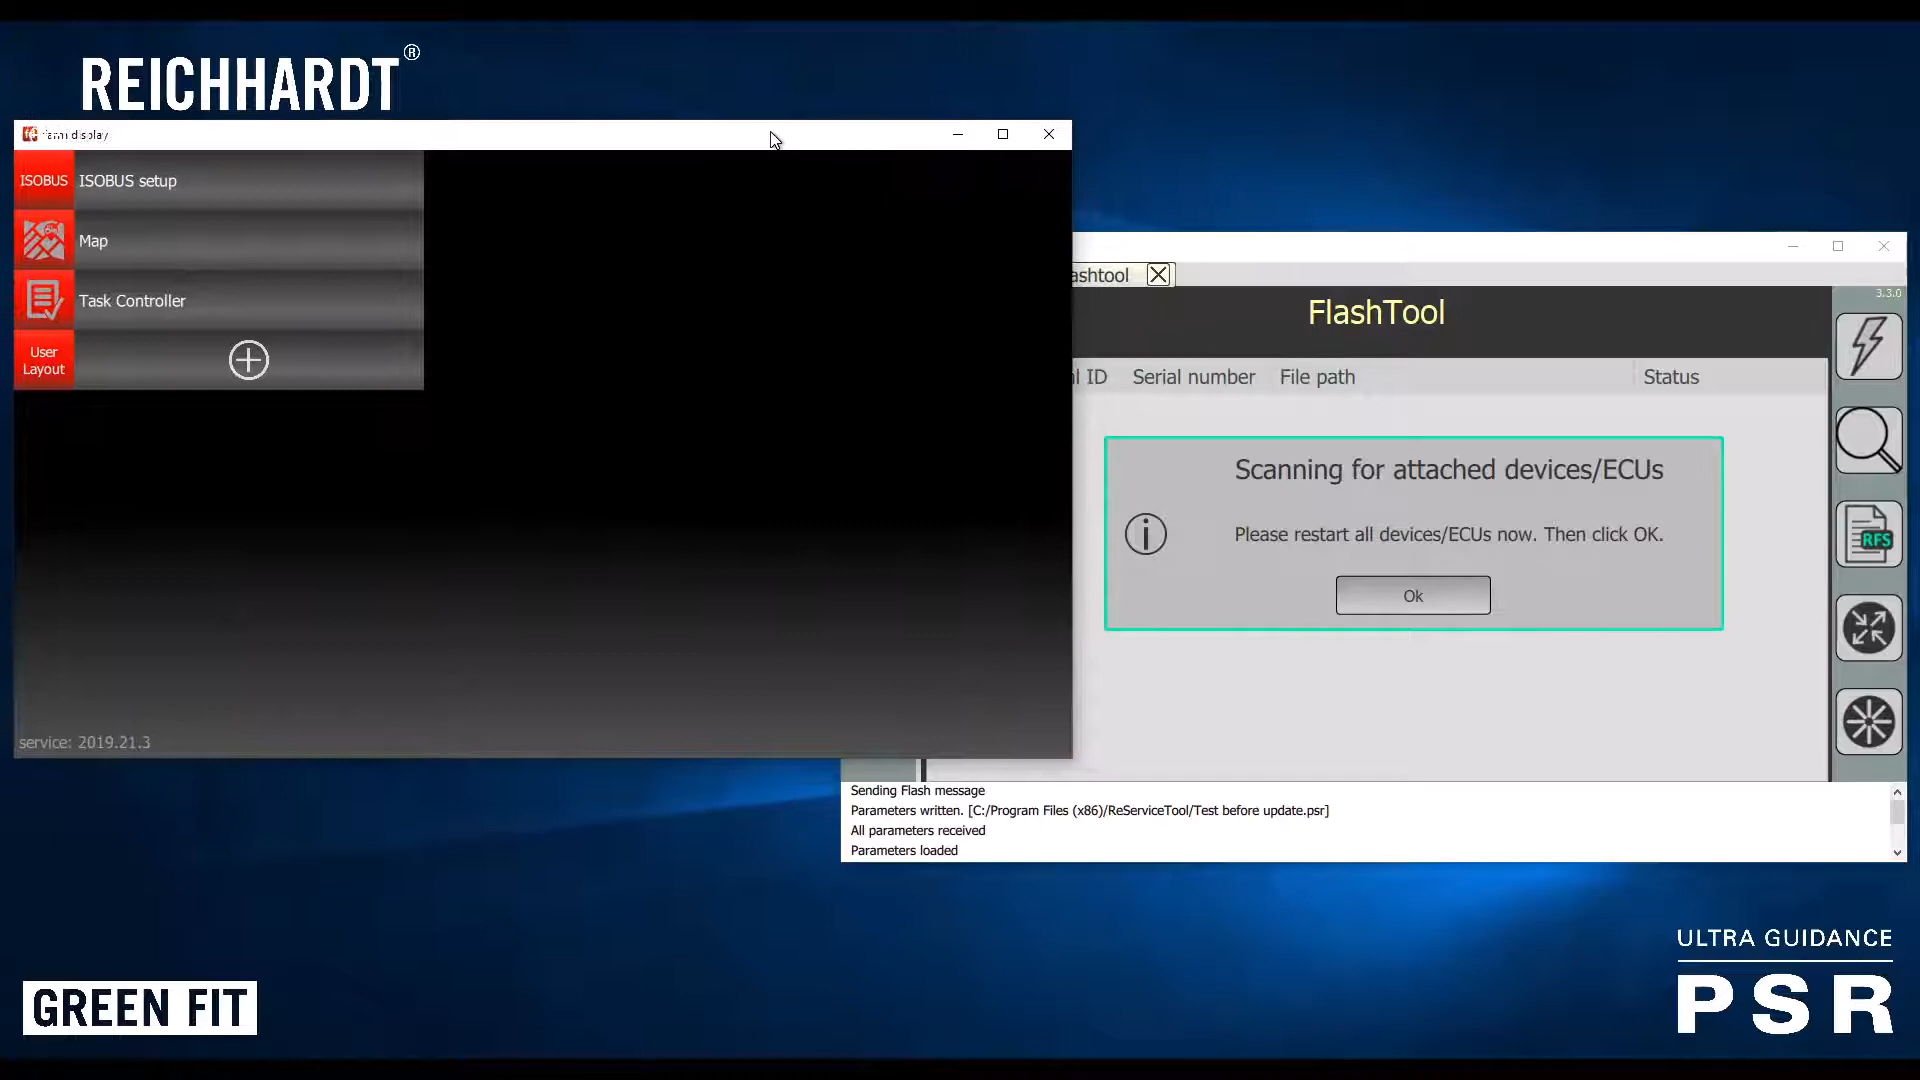 REICHHARDT®
farm display
ISOBUS ISOBUS setup
Map
Task Controller
User Layout
service: 2019.21.3
ashtool
FlashTool
3.3.0
ID Serial number File path Status
Scanning for attached devices/ECUs
Please restart all devices/ECUs now. Then click OK.
Ok
RFS
Sending Flash message
Parameters written. [C:/Program Files (x86)/ReServiceTool/Test before update.psr]
All parameters received
Parameters loaded
GREEN FIT
ULTRA GUIDANCE
PSR